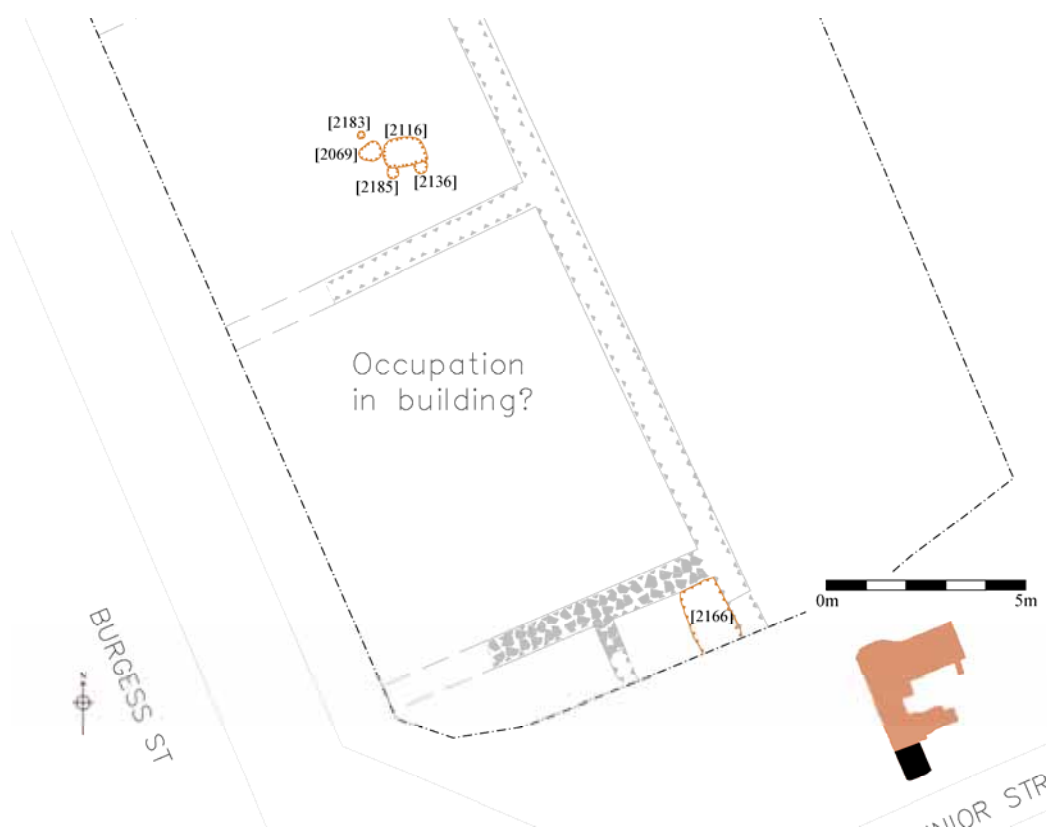 [2183]
[2116]
[2069]
[2185]
[2136]
Occupation
in building?
[2166]
0m
5m
BURGESS ST